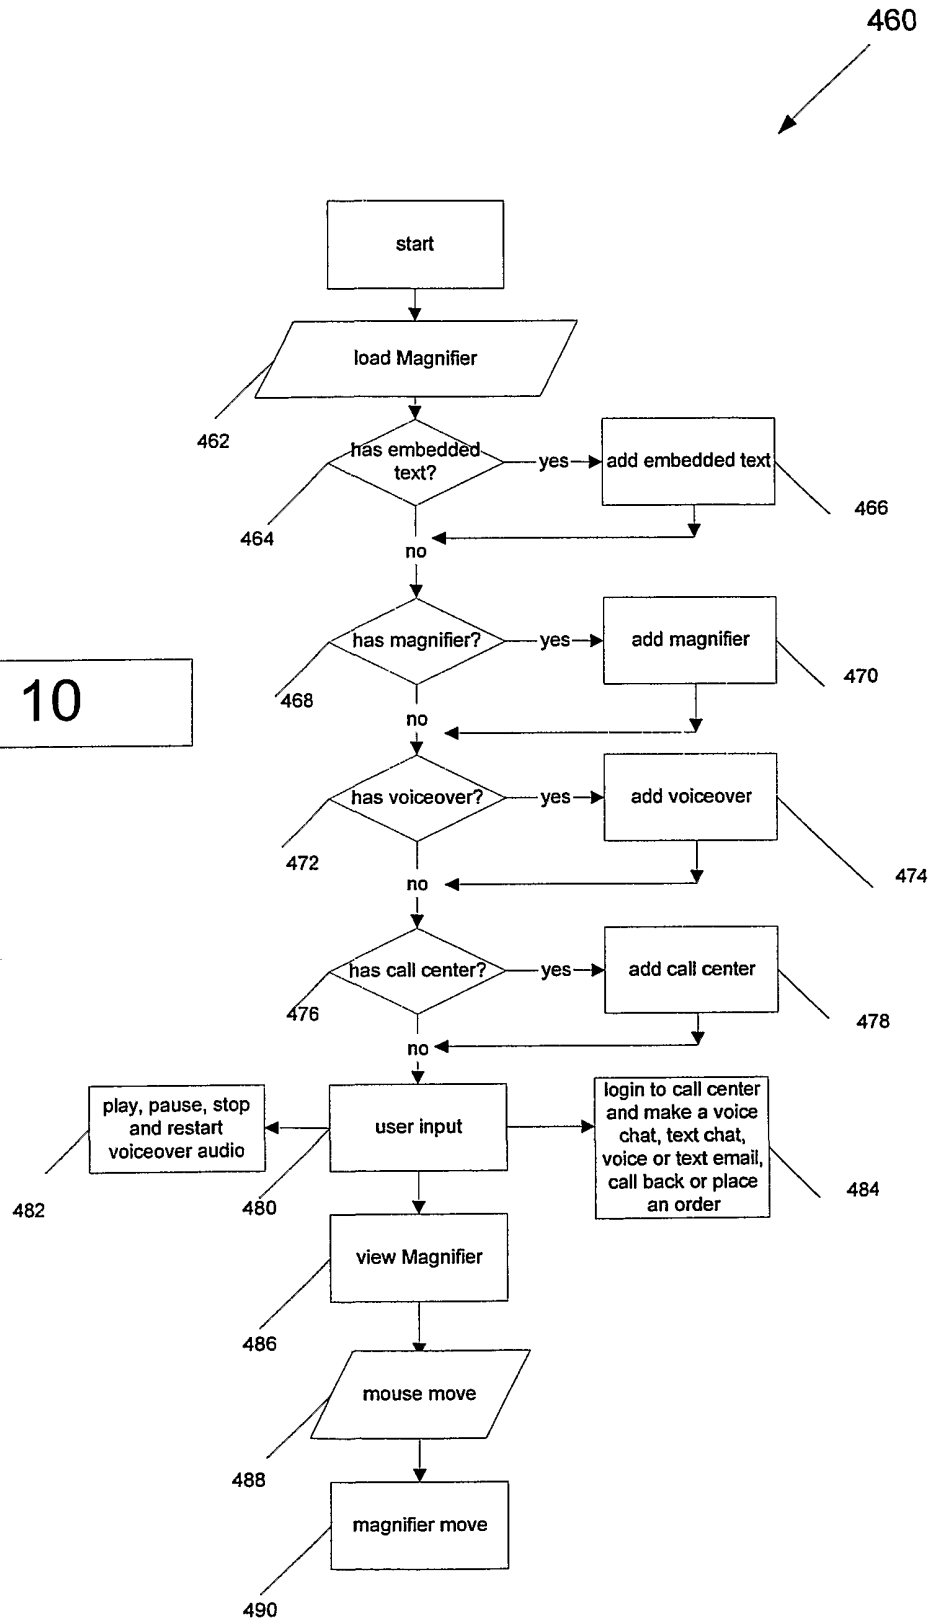 460
start
load Magnifier
462
has embedded
text?
yes
add embedded text
466
464
no
has magnifier?
yes
add magnifier
470
468
10
no
has voiceover?
yes
add voiceover
472
474
no
has call center?
yes
add call center
476
478
no
play, pause, stop
and restart
voiceover audio
user input
login to call center
and make a voice
chat, text chat,
voice or text email,
call back or place
an order
482
480
484
view Magnifier
486
mouse move
488
magnifier move
490